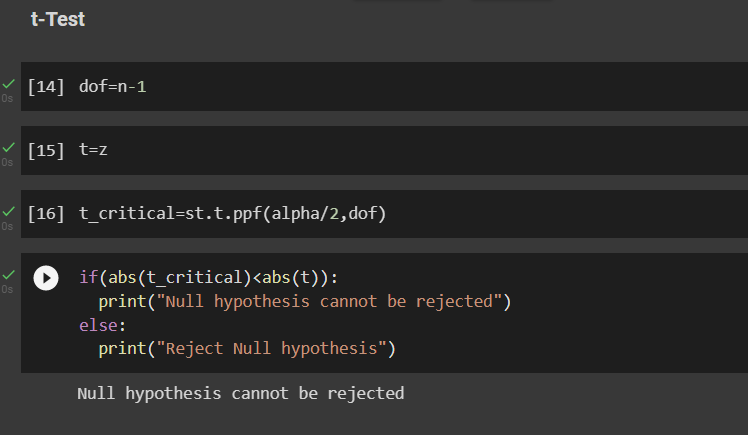 t-Test
[14] dof=n-1
0s
[15] t=z
0s
[16] t_critical=st.t.ppf(alpha/2,dof)
0s
if(abs(t_critical)<abs(t)):
  print("Null hypothesis cannot be rejected")
else:
  print("Reject Null hypothesis")
0s
Null hypothesis cannot be rejected